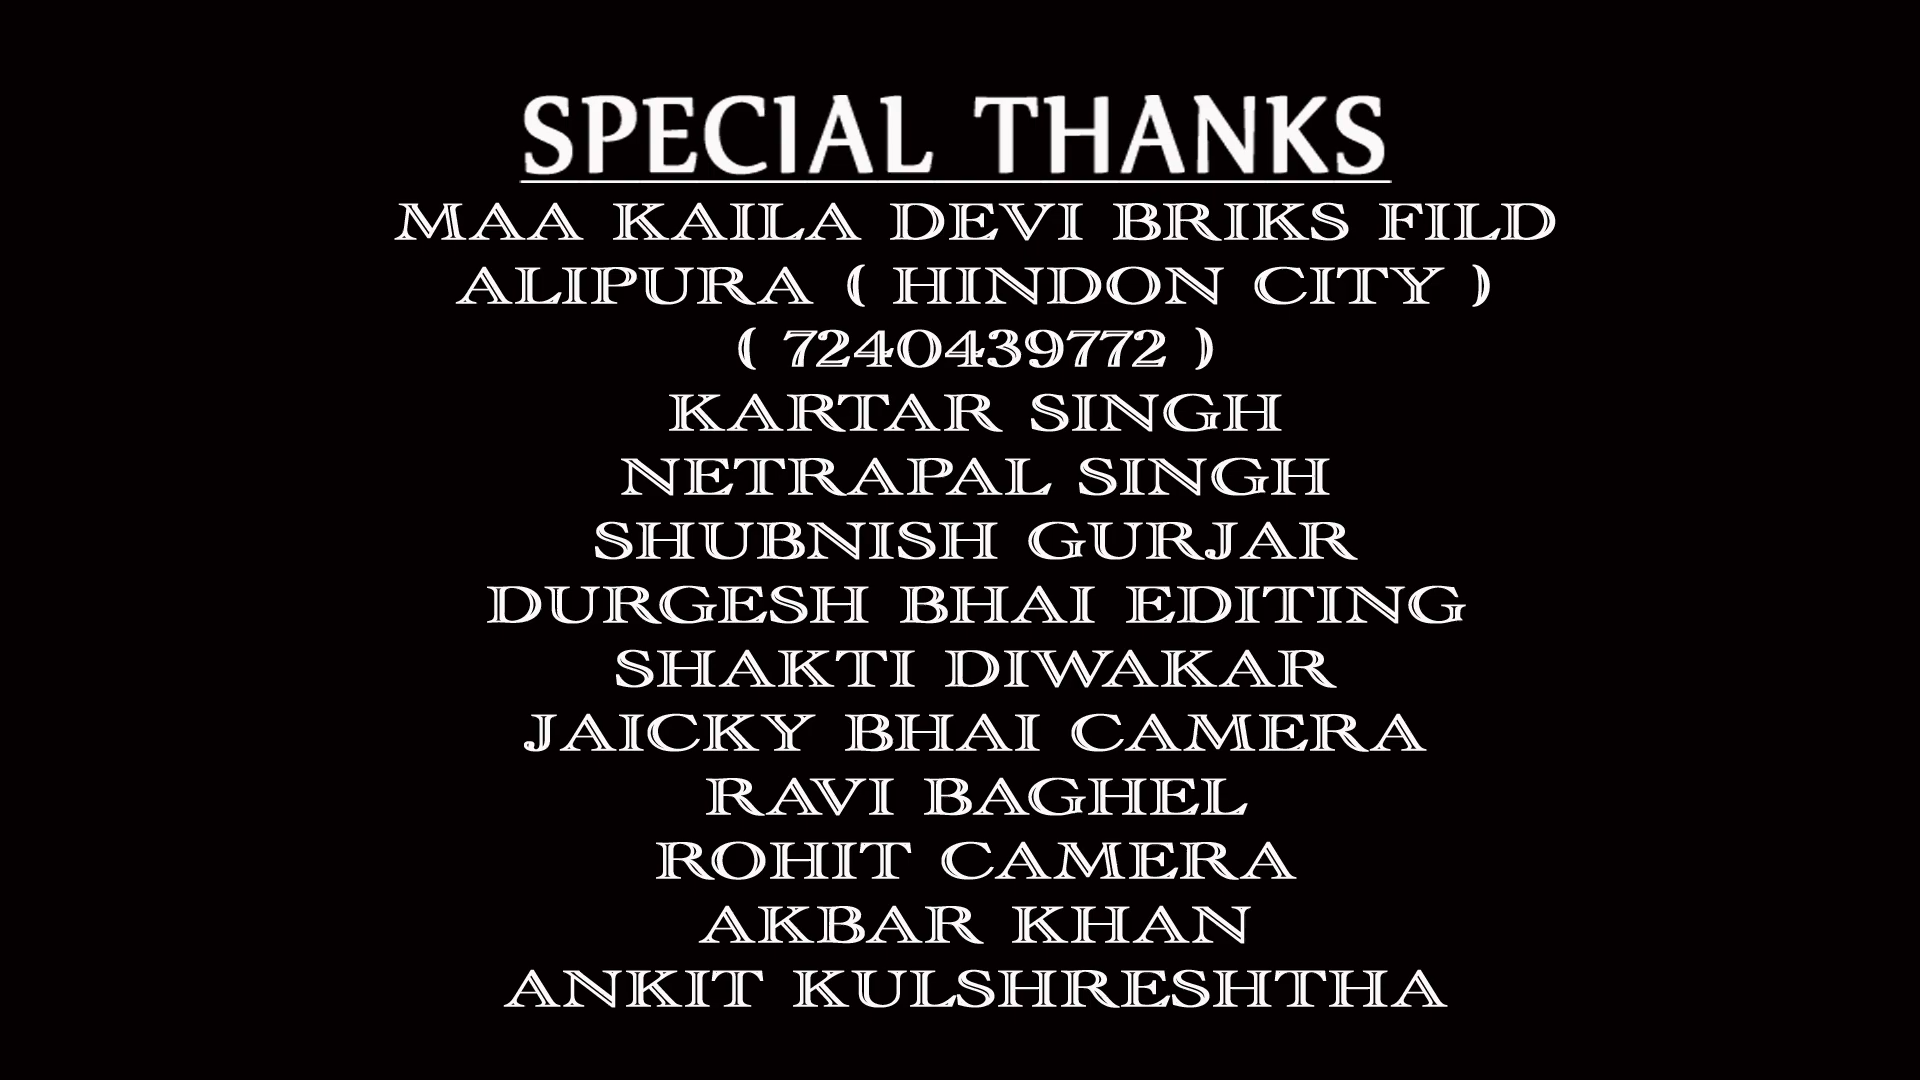 SPECIAL THANKS
MAA KAILA DEVI BRIKS FILD
ALIPURA ( HINDON CITY )
( 7240439772 )
KARTAR SINGH
NETRAPAL SINGH
SHUBNISH GURJAR
DURGESH BHAI EDITING
SHAKTI DIWAKAR
JAICKY BHAI CAMERA
RAVI BAGHEL
ROHIT CAMERA
AKBAR KHAN
ANKIT KULSHRESHTHA